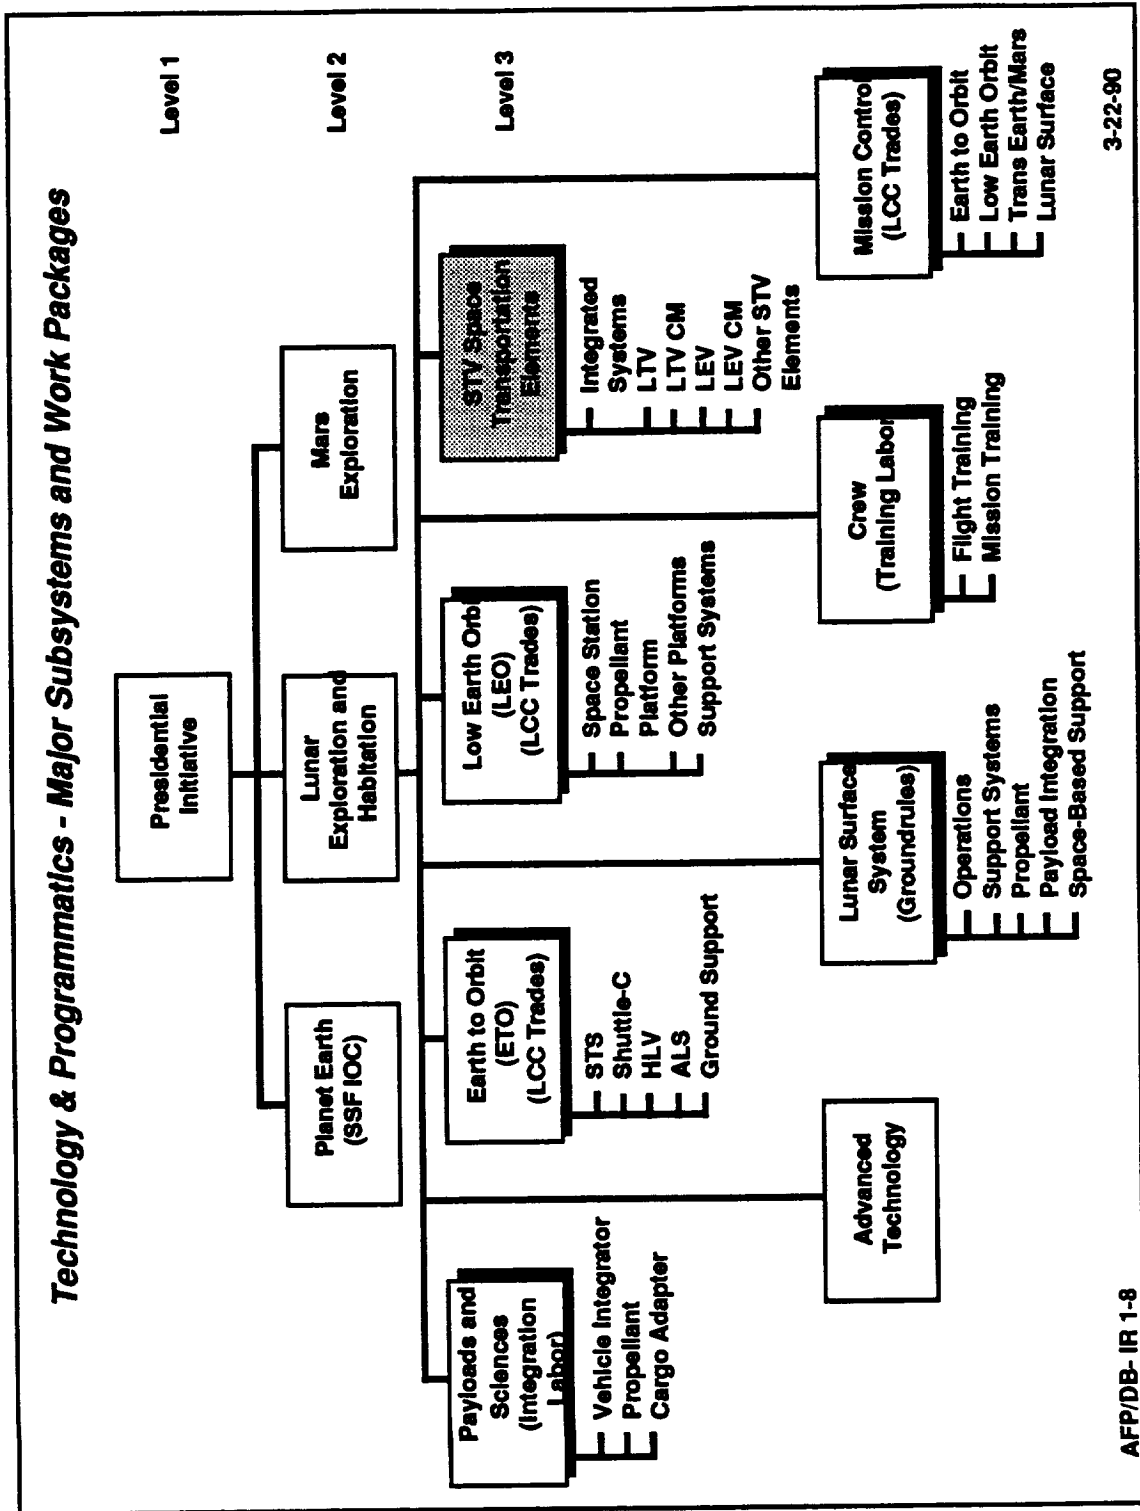 Technology & Programmatics - Major Subsystems and Work Packages
Level 1
Presidential
Initiative
Level 2
Planet Earth
(SSF IOC)
Lunar
Exploration and
Habitation
Mars
Exploration
Level 3
Payloads and
Sciences
(Integration
Labor)
Vehicle Integrator
Propellant
Cargo Adapter
Earth to Orbit
(ETO)
(LCC Trades)
STS
Shuttle-C
HLV
ALS
Ground Support
Low Earth Orbi
(LEO)
(LCC Trades)
Space Station
Propellant
Platform
Other Platforms
Support Systems
STV Space
Transportation
Elements
Integrated
Systems
LTV
LTV CM
LEV
LEV CM
Other STV
Elements
Advanced
Technology
Lunar Surface
System
(Groundrules)
Operations
Support Systems
Propellant
Payload Integration
Space-Based Support
Crew
(Training Labor)
Flight Training
Mission Training
Mission Control
(LCC Trades)
Earth to Orbit
Low Earth Orbit
Trans Earth/Mars
Lunar Surface
AFP/DB- IR 1-8
3-22-90